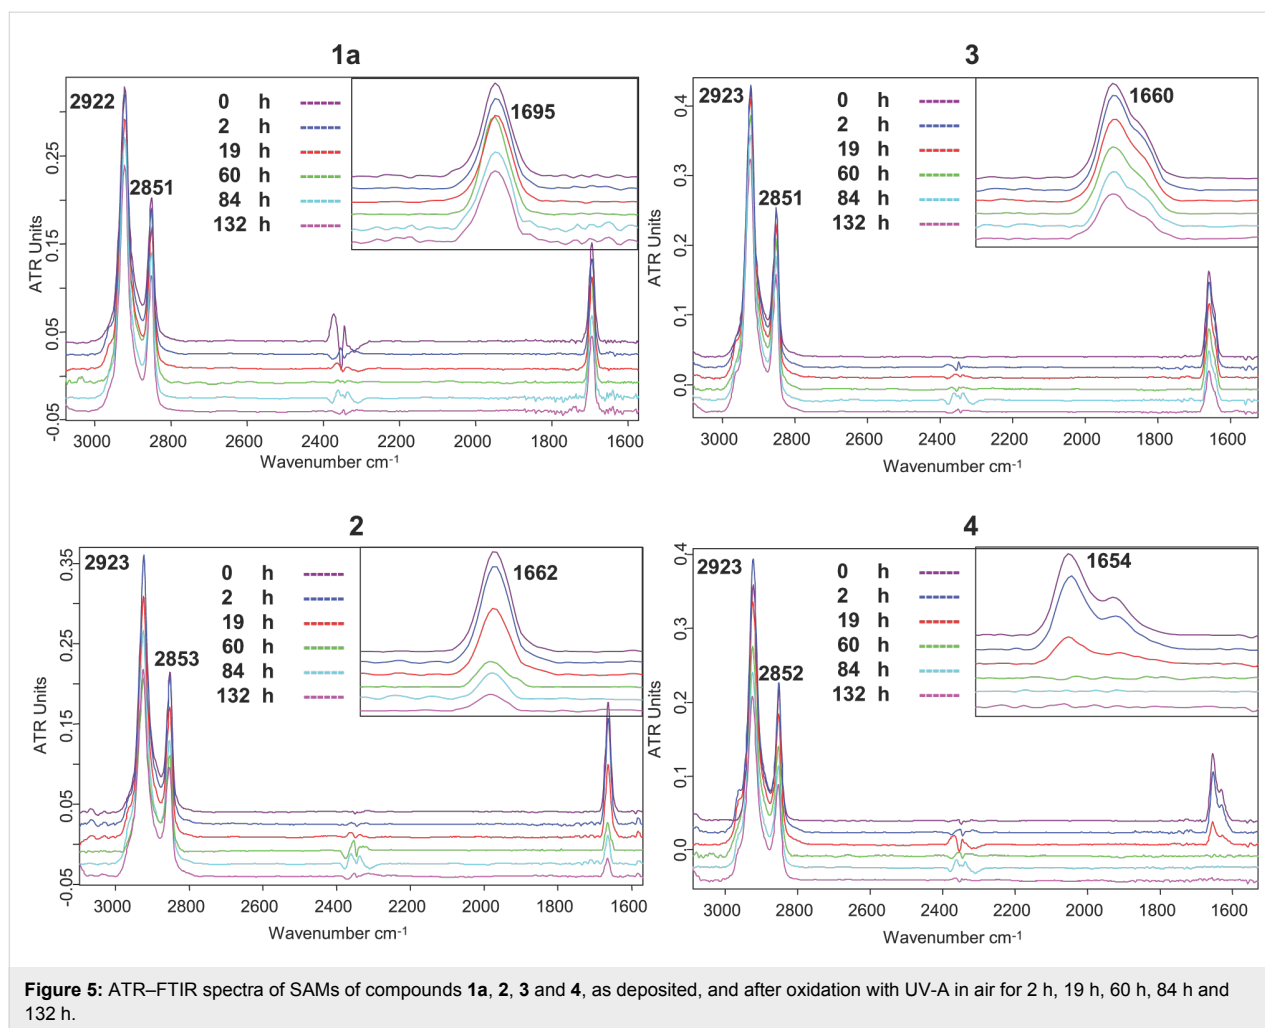 1a
2922
2851
0 h
2 h
19 h
60 h
84 h
132 h
1695
ATR Units
0.25
0.15
0.05
-0.05
3000 2800 2600 2400 2200 2000 1800 1600
Wavenumber cm-1
3
2923
2851
0 h
2 h
19 h
60 h
84 h
132 h
1660
ATR Units
0.4
0.3
0.2
0.1
0.0
3000 2800 2600 2400 2200 2000 1800 1600
Wavenumber cm-1
2
2923
2853
0 h
2 h
19 h
60 h
84 h
132 h
1662
ATR Units
0.35
0.25
0.15
0.05
-0.05
3000 2800 2600 2400 2200 2000 1800 1600
Wavenumber cm-1
4
2923
2852
0 h
2 h
19 h
60 h
84 h
132 h
1654
ATR Units
0.4
0.3
0.2
0.1
0.0
3000 2800 2600 2400 2200 2000 1800 1600
Wavenumber cm-1
Figure 5: ATR–FTIR spectra of SAMs of compounds 1a, 2, 3 and 4, as deposited, and after oxidation with UV-A in air for 2 h, 19 h, 60 h, 84 h and
132 h.